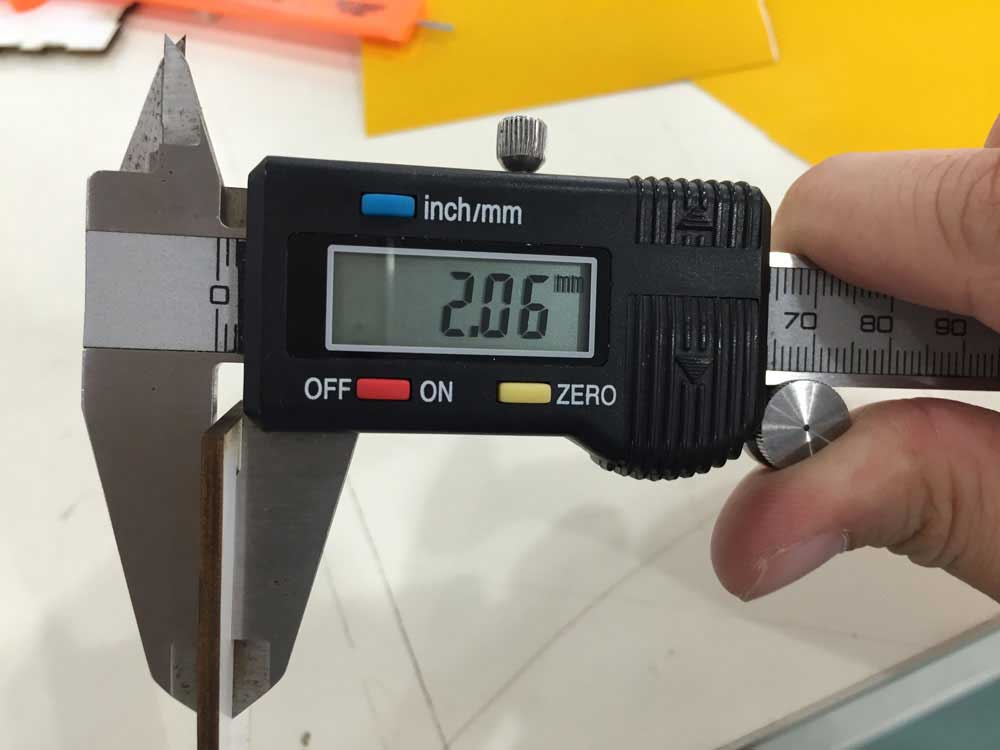 inch/mm
0
2.06 mm
70 80 90
OFF ON ZERO